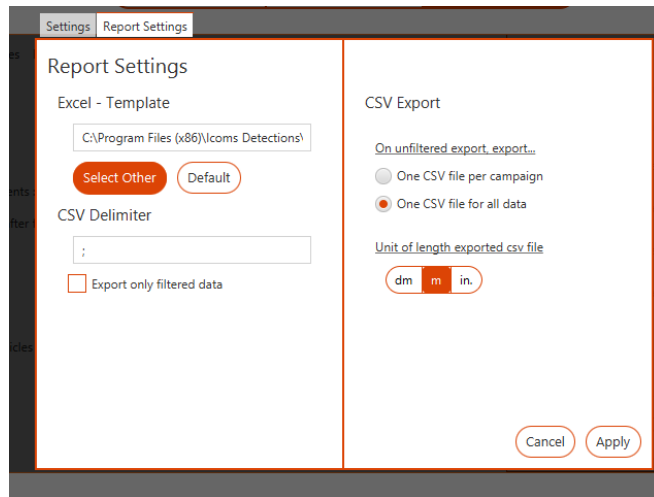 Settings Report Settings
Report Settings
Excel - Template
C:\Program Files (x86)\Icoms Detections\
Select Other Default
CSV Delimiter
;
Export only filtered data
CSV Export
On unfiltered export, export...
One CSV file per campaign
One CSV file for all data
Unit of length exported csv file
dm m in.
Cancel Apply